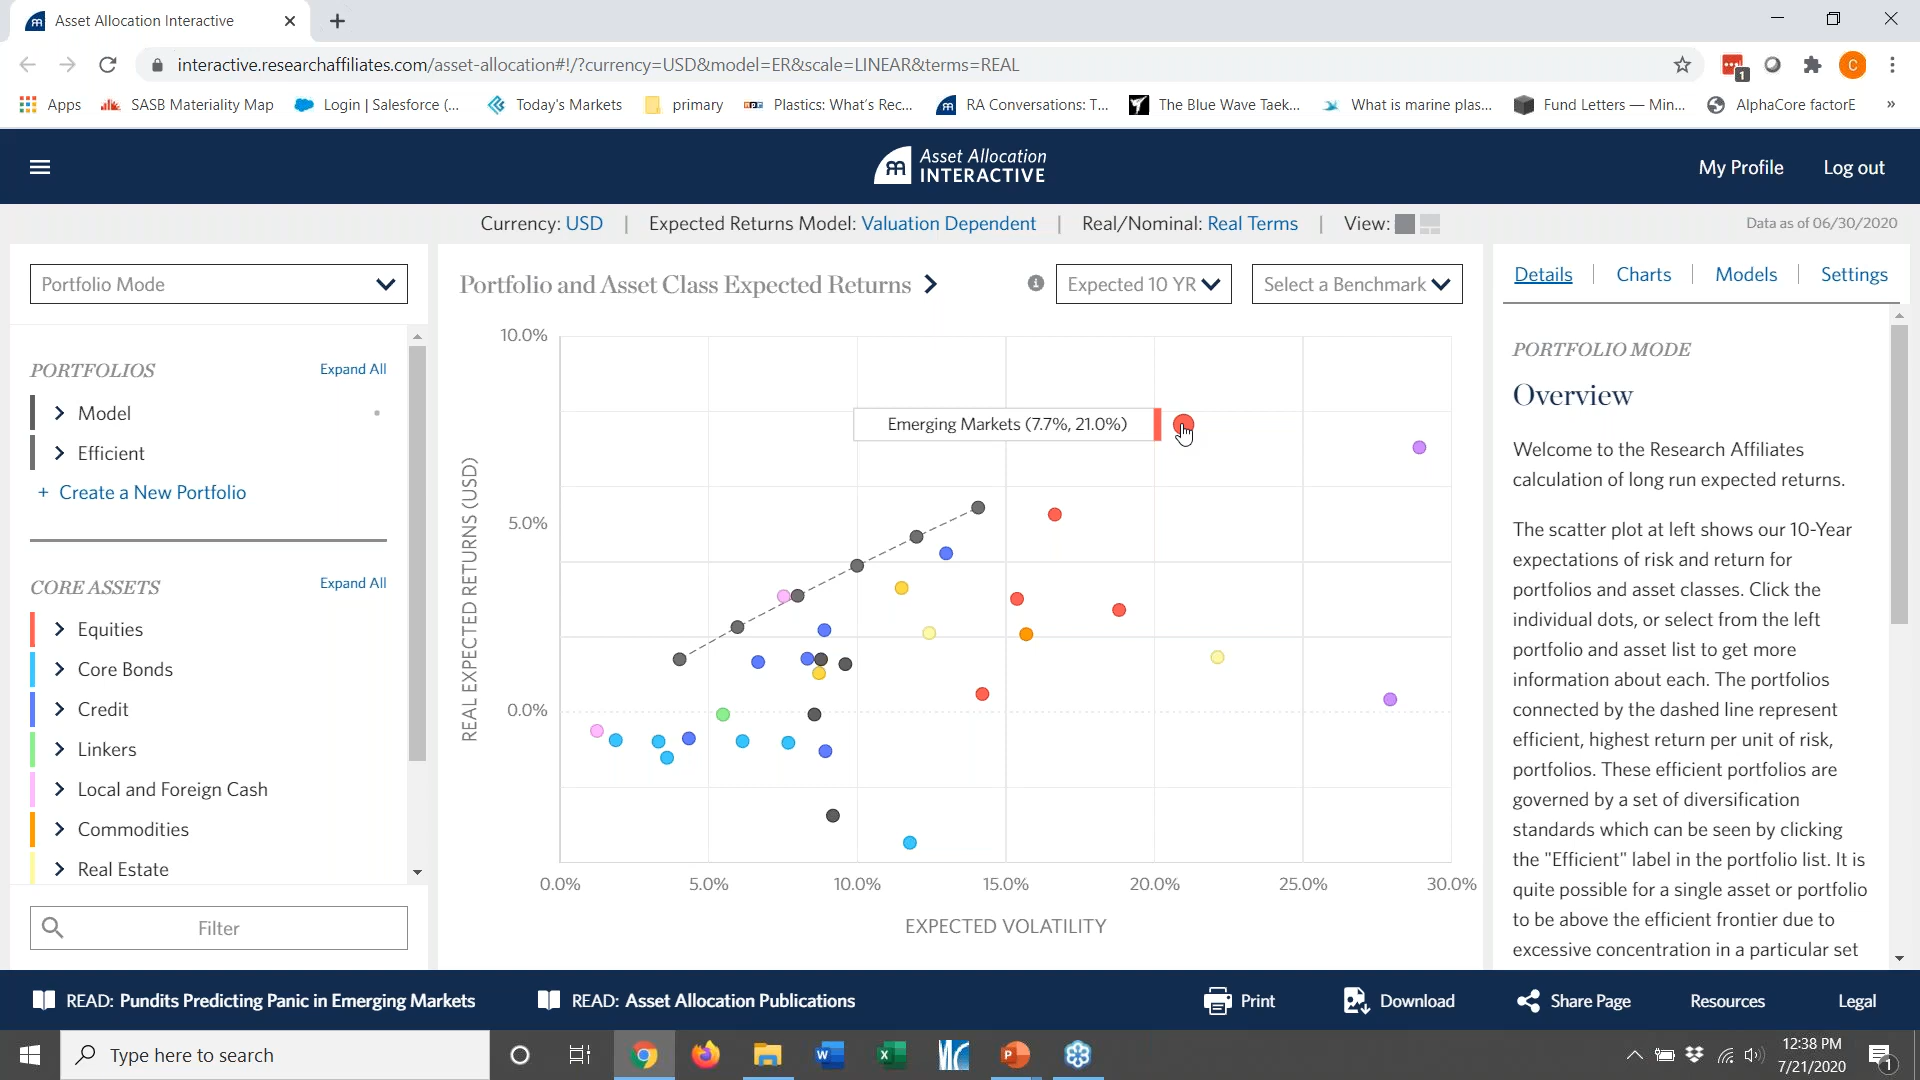 Asset Allocation Interactive
interactive.researchaffiliates.com/asset-allocation#!/?currency=USD&model=ER&scale=LINEAR&terms=REAL
1
C
Apps
SASB Materiality Map
Login | Salesforce (...
Today's Markets
primary
npr
Plastics: What's Rec...
RA Conversations: T...
The Blue Wave Taek...
What is marine plas...
Fund Letters — Min...
AlphaCore factorE
»
Asset Allocation
INTERACTIVE
My Profile
Log out
Currency: USD | Expected Returns Model: Valuation Dependent | Real/Nominal: Real Terms | View:
Data as of 06/30/2020
Portfolio Mode
PORTFOLIOS
Expand All
Model
Efficient
+ Create a New Portfolio
CORE ASSETS
Expand All
Equities
Core Bonds
Credit
Linkers
Local and Foreign Cash
Commodities
Real Estate
Filter
Portfolio and Asset Class Expected Returns
Expected 10 YR
Select a Benchmark
10.0%
5.0%
0.0%
REAL EXPECTED RETURNS (USD)
Emerging Markets (7.7%, 21.0%)
0.0%
5.0%
10.0%
15.0%
20.0%
25.0%
30.0%
EXPECTED VOLATILITY
Details
Charts
Models
Settings
PORTFOLIO MODE
Overview
Welcome to the Research Affiliates
calculation of long run expected returns.
The scatter plot at left shows our 10-Year
expectations of risk and return for
portfolios and asset classes. Click the
individual dots, or select from the left
portfolio and asset list to get more
information about each. The portfolios
connected by the dashed line represent
efficient, highest return per unit of risk,
portfolios. These efficient portfolios are
governed by a set of diversification
standards which can be seen by clicking
the "Efficient" label in the portfolio list. It is
quite possible for a single asset or portfolio
to be above the efficient frontier due to
excessive concentration in a particular set
READ: Pundits Predicting Panic in Emerging Markets
READ: Asset Allocation Publications
Print
Download
Share Page
Resources
Legal
Type here to search
12:38 PM
7/21/2020
1